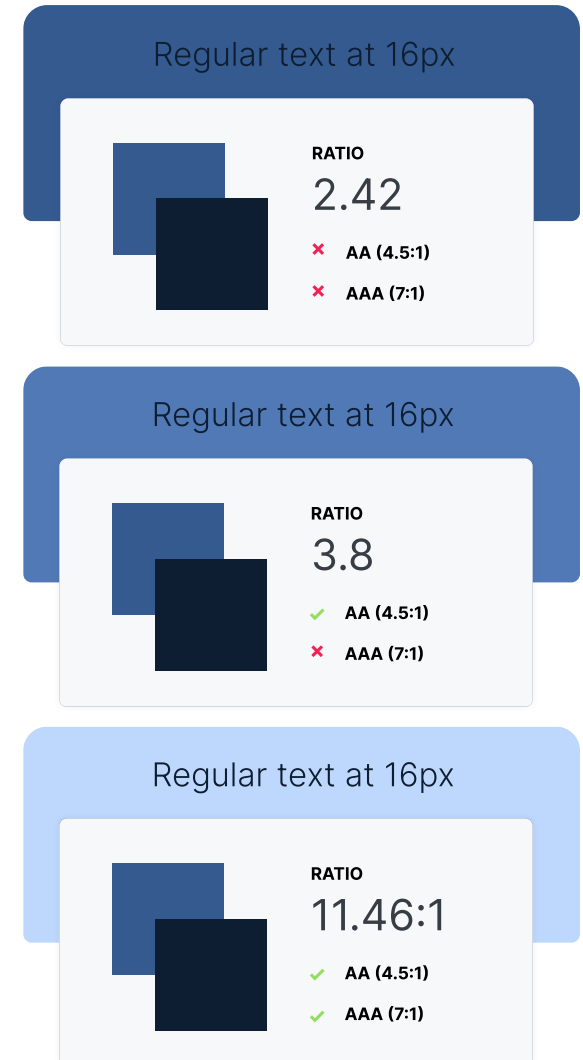 Regular text at 16px
RATIO
2.42
AA (4.5:1)
AAA (7:1)
Regular text at 16px
RATIO
3.8
AA (4.5:1)
AAA (7:1)
Regular text at 16px
RATIO
11.46:1
AA (4.5:1)
AAA (7:1)